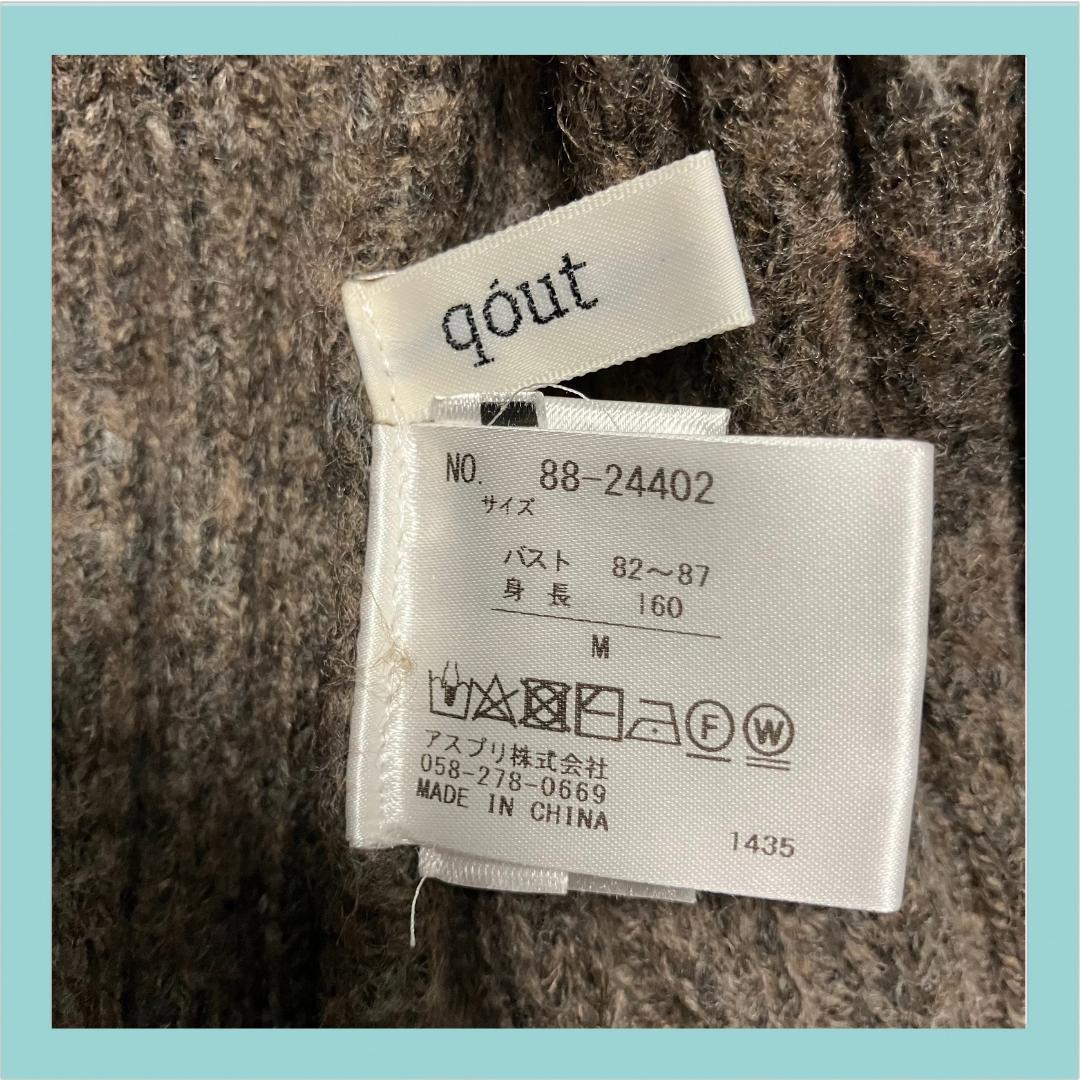 qóut
NO. 88-24402
サイズ
バスト 82～87
身長 160
M
F W
アスプリ株式会社
058-278-0669
MADE IN CHINA
1435